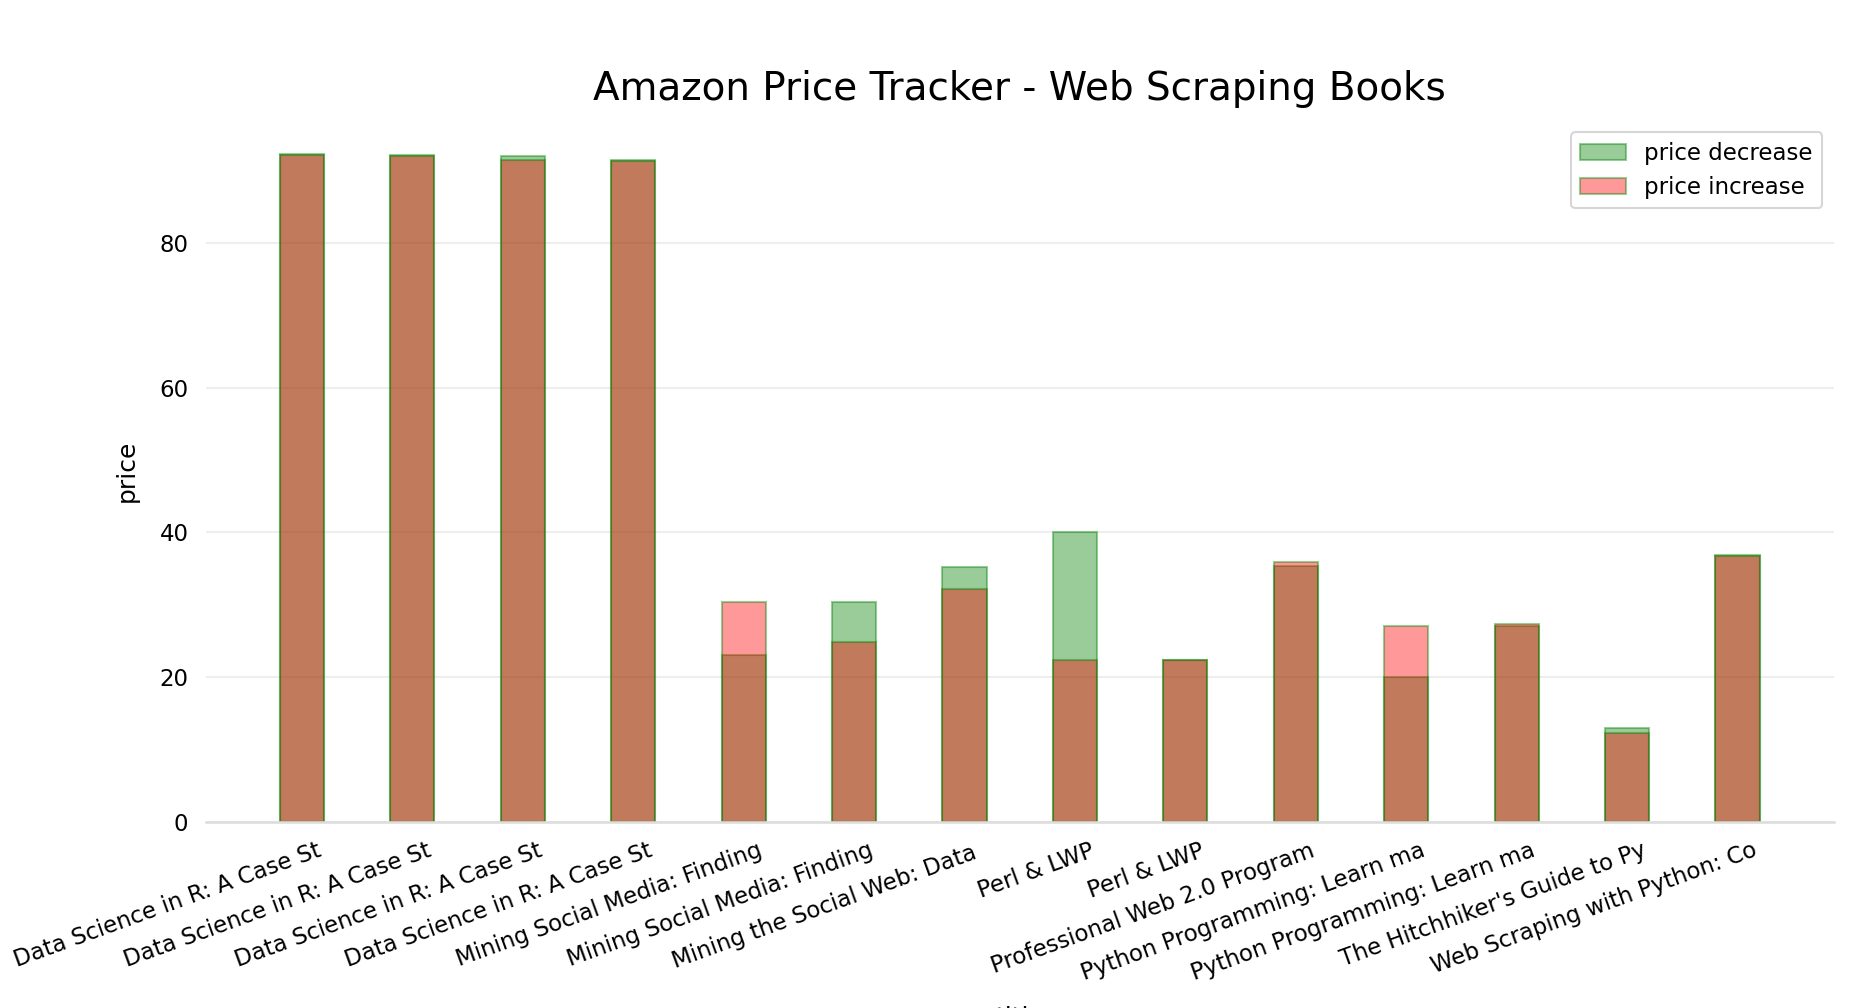 Amazon Price Tracker - Web Scraping Books
price decrease
price increase
80
60
40
20
0
price
Data Science in R: A Case St
Data Science in R: A Case St
Data Science in R: A Case St
Data Science in R: A Case St
Mining Social Media: Finding
Mining Social Media: Finding
Mining the Social Web: Data
Perl & LWP
Perl & LWP
Professional Web 2.0 Program
Python Programming: Learn ma
Python Programming: Learn ma
The Hitchhiker's Guide to Py
Web Scraping with Python: Co